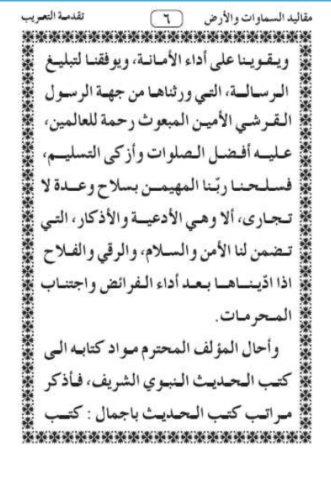 مقاليد السماوات والأرض ٦ تقدمة التعريب
ويقوينا على أداء الأمانة، ويوفقنا لتبليغ
الرسالة، التي ورثناها من جهة الرسول
القرشي الأمين المبعوث رحمة للعالمين،
عليه أفضل الصلوات وأزكى التسليم،
فسلحنا ربّنا المهيمن بسلاح وعدة لا
تجارى، ألا وهي الأدعية والأذكار، التي
تضمن لنا الأمن والسلام، والرقي والفلاح
اذا ادّيناها بعد أداء الفرائض واجتناب
المحرمات.
وأحال المؤلف المحترم مواد كتابه الى
كتب الحديث النبوي الشريف، فأذكر
مراتب كتب الحديث باجمال : كتب